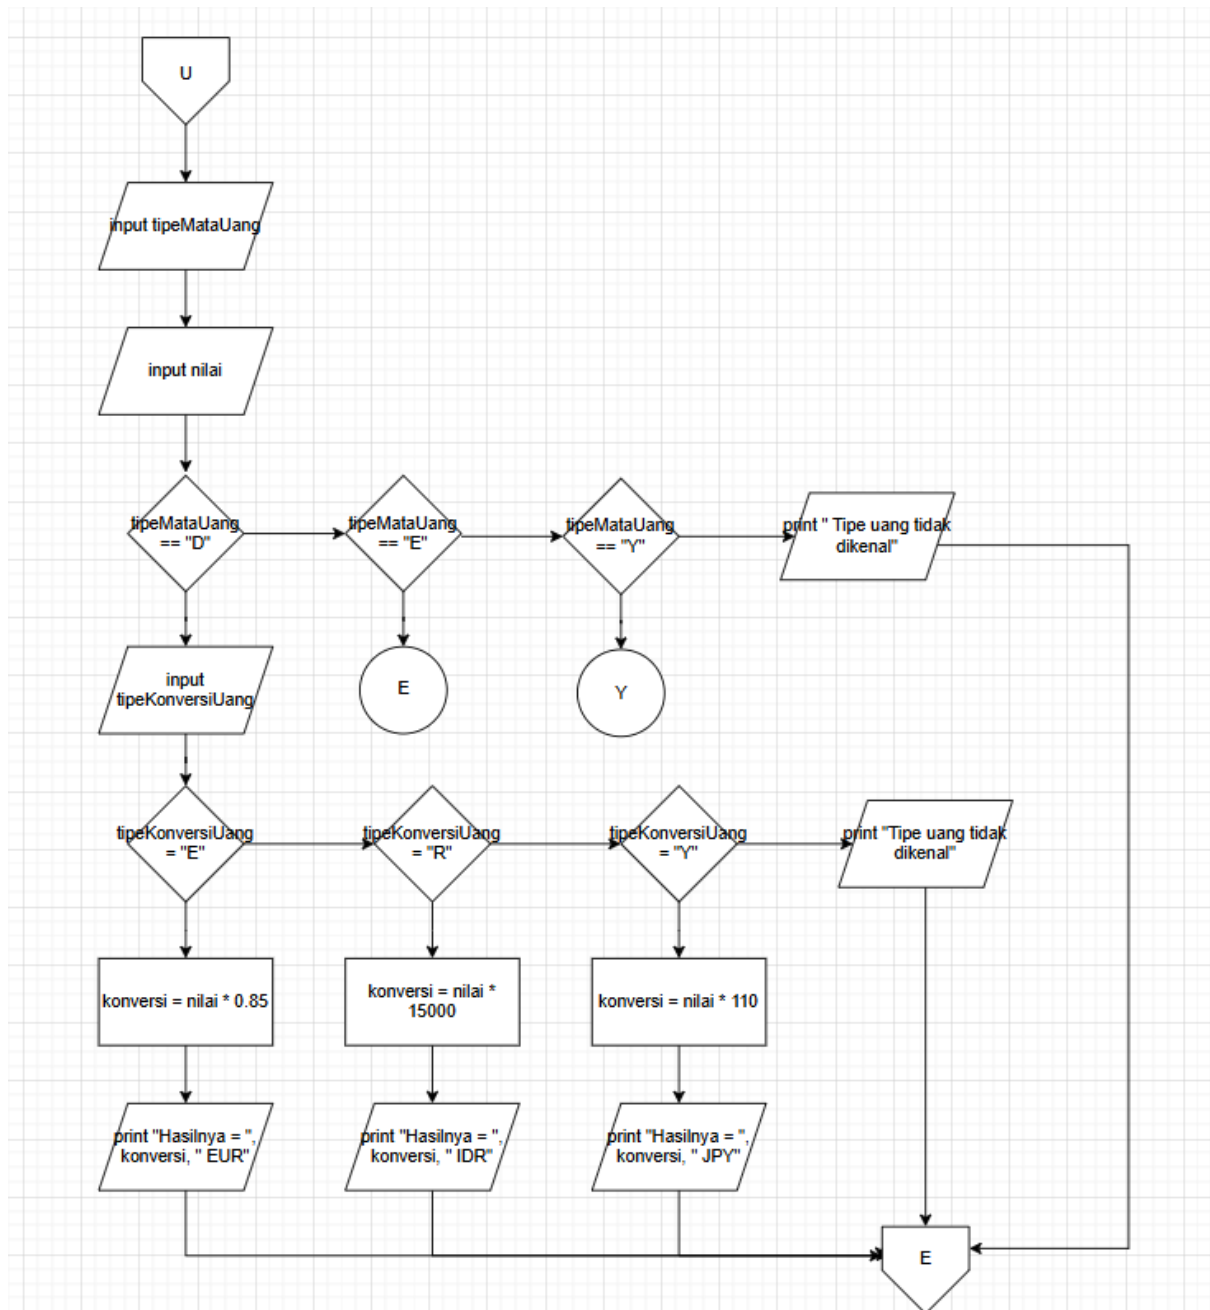 U
input tipeMataUang
input nilai
tipeMataUang
== "D"
tipeMataUang
== "E"
tipeMataUang
== "Y"
print " Tipe uang tidak
dikenal"
input
tipeKonversiUang
E
Y
tipeKonversiUang
= "E"
tipeKonversiUang
= "R"
tipeKonversiUang
= "Y"
print "Tipe uang tidak
dikenal"
konversi = nilai * 0.85
konversi = nilai *
15000
konversi = nilai * 110
print "Hasilnya = ",
konversi, " EUR"
print "Hasilnya = ",
konversi, " IDR"
print "Hasilnya = ",
konversi, " JPY"
E